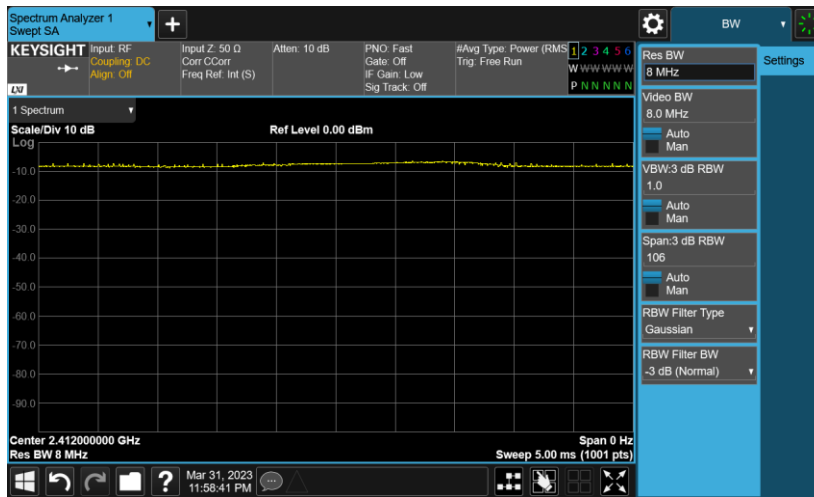 Spectrum Analyzer 1
Swept SA
+
BW
KEYSIGHT
LXI
Input: RF
Coupling: DC
Align: Off
Input Z: 50 Ω
Corr CCorr
Freq Ref: Int (S)
Atten: 10 dB
PNO: Fast
Gate: Off
IF Gain: Low
Sig Track: Off
#Avg Type: Power (RMS
Trig: Free Run
1 2 3 4 5 6
W W W W W W
P N N N N N
1 Spectrum
Scale/Div 10 dB
Ref Level 0.00 dBm
Log
-10.0
-20.0
-30.0
-40.0
-50.0
-60.0
-70.0
-80.0
-90.0
Center 2.412000000 GHz
Res BW 8 MHz
Span 0 Hz
Sweep 5.00 ms (1001 pts)
Res BW
8 MHz
Video BW
8.0 MHz
Auto
Man
VBW:3 dB RBW
1.0
Auto
Man
Span:3 dB RBW
106
Auto
Man
RBW Filter Type
Gaussian
RBW Filter BW
-3 dB (Normal)
Settings
?
Mar 31, 2023
11:58:41 PM